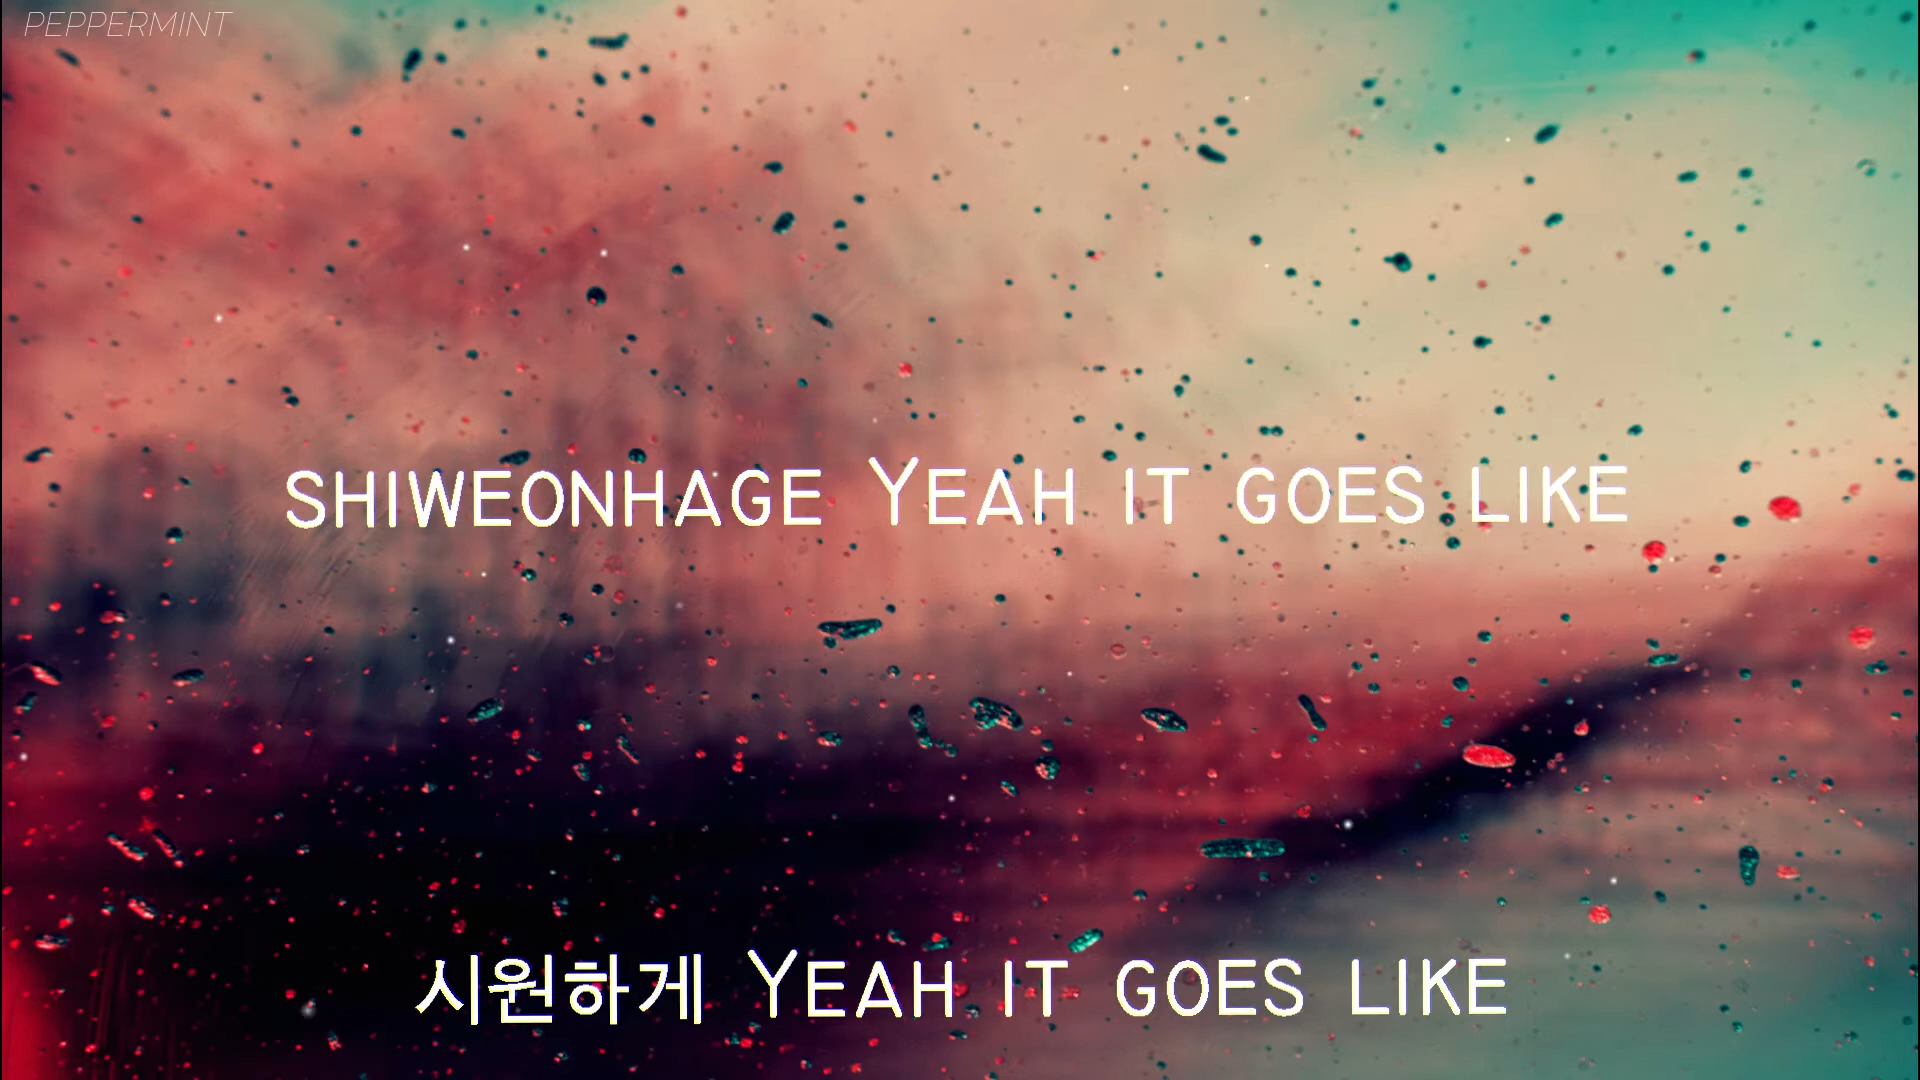 PEPPERMINT
SHIWEONHAGE YEAH IT GOES LIKE
시원하게 YEAH IT GOES LIKE